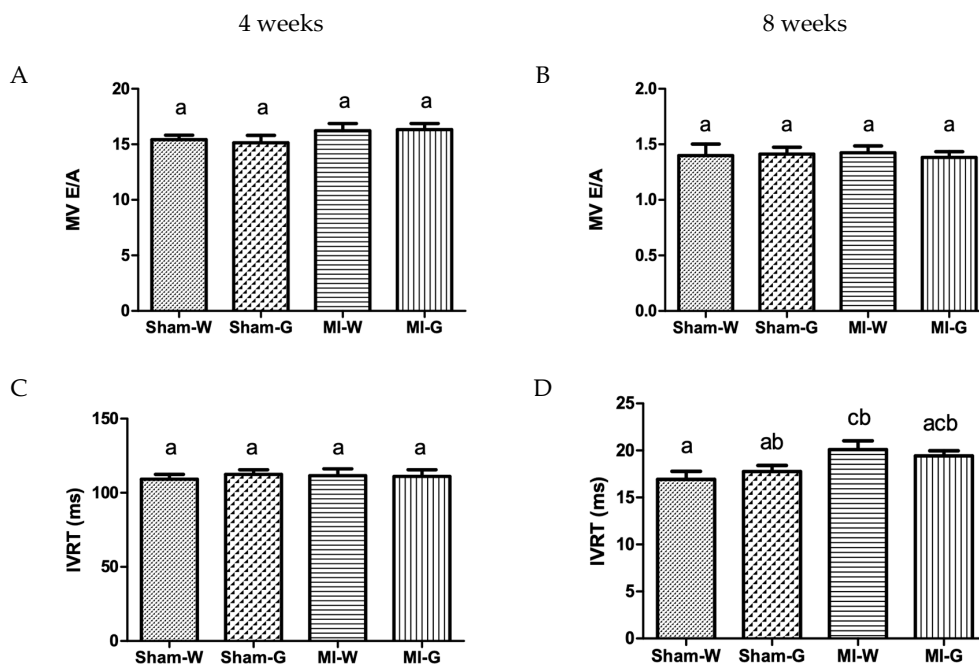 4 weeks
8 weeks
A
MV E/A
20
15
10
5
0
a a a a
Sham-W Sham-G MI-W MI-G
B
MV E/A
2.0
1.5
1.0
0.5
0.0
a a a a
Sham-W Sham-G MI-W MI-G
C
IVRT (ms)
150
100
50
0
a a a a
Sham-W Sham-G MI-W MI-G
D
IVRT (ms)
25
20
15
10
5
0
a ab cb acb
Sham-W Sham-G MI-W MI-G